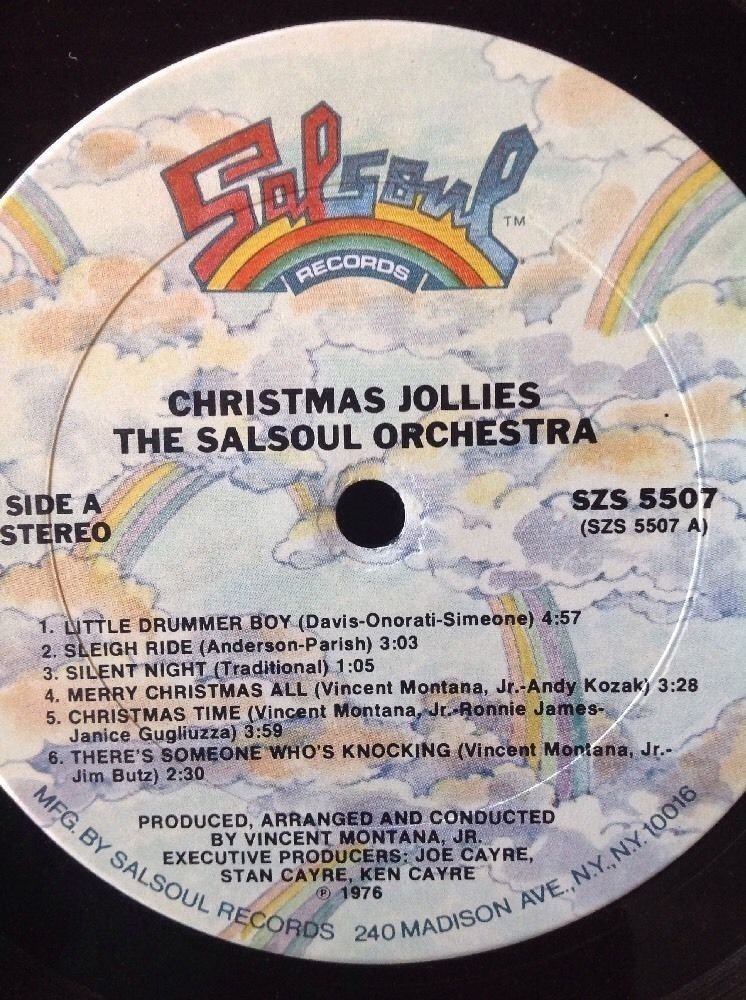 Salsoul TM
RECORDS
CHRISTMAS JOLLIES
THE SALSOUL ORCHESTRA
SIDE A
STEREO
SZS 5507
(SZS 5507 A)
1. LITTLE DRUMMER BOY (Davis-Onorati-Simeone) 4:57
2. SLEIGH RIDE (Anderson-Parish) 3:03
3. SILENT NIGHT (Traditional) 1:05
4. MERRY CHRISTMAS ALL (Vincent Montana, Jr.-Andy Kozak) 3:28
5. CHRISTMAS TIME (Vincent Montana, Jr.-Ronnie James-
Janice Gugliuzza) 3:59
6. THERE'S SOMEONE WHO'S KNOCKING (Vincent Montana, Jr.-
Jim Butz) 2:30
PRODUCED, ARRANGED AND CONDUCTED
BY VINCENT MONTANA, JR.
EXECUTIVE PRODUCERS: JOE CAYRE,
STAN CAYRE, KEN CAYRE
℗ 1976
MFG. BY SALSOUL RECORDS 240 MADISON AVE., N.Y., N.Y. 10016